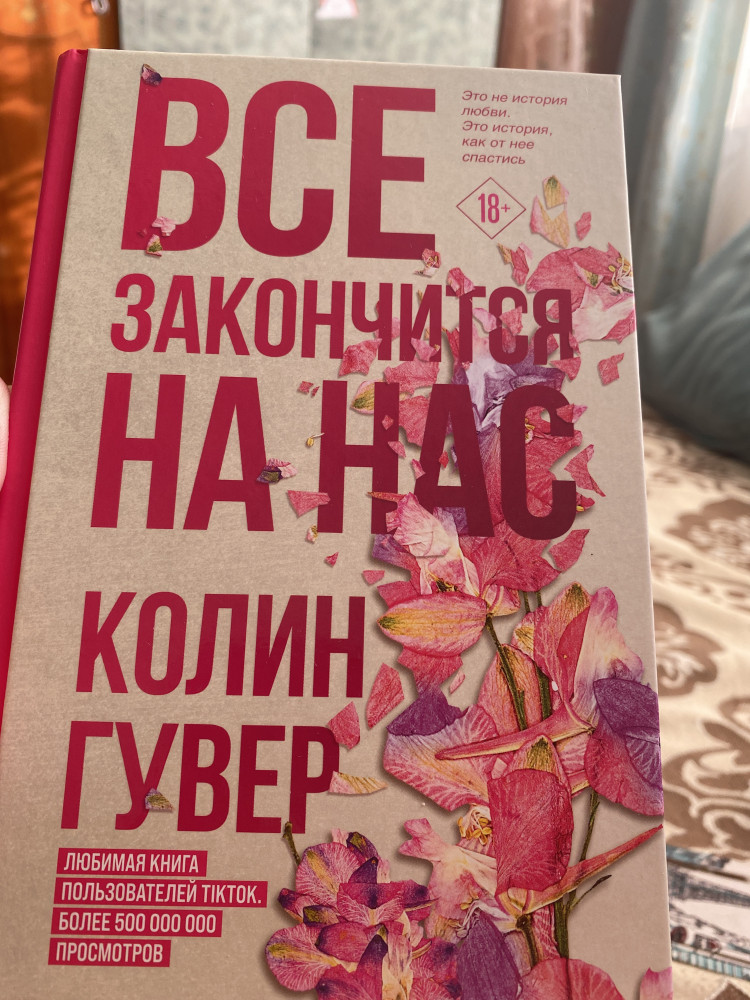 ВСЕ
ЗАКОНЧИТСЯ
НА НАС
Это не история
любви.
Это история,
как от нее
спастись
18+
КОЛИН
ГУВЕР
ЛЮБИМАЯ КНИГА
ПОЛЬЗОВАТЕЛЕЙ TIKTOK.
БОЛЕЕ 500 000 000
ПРОСМОТРОВ